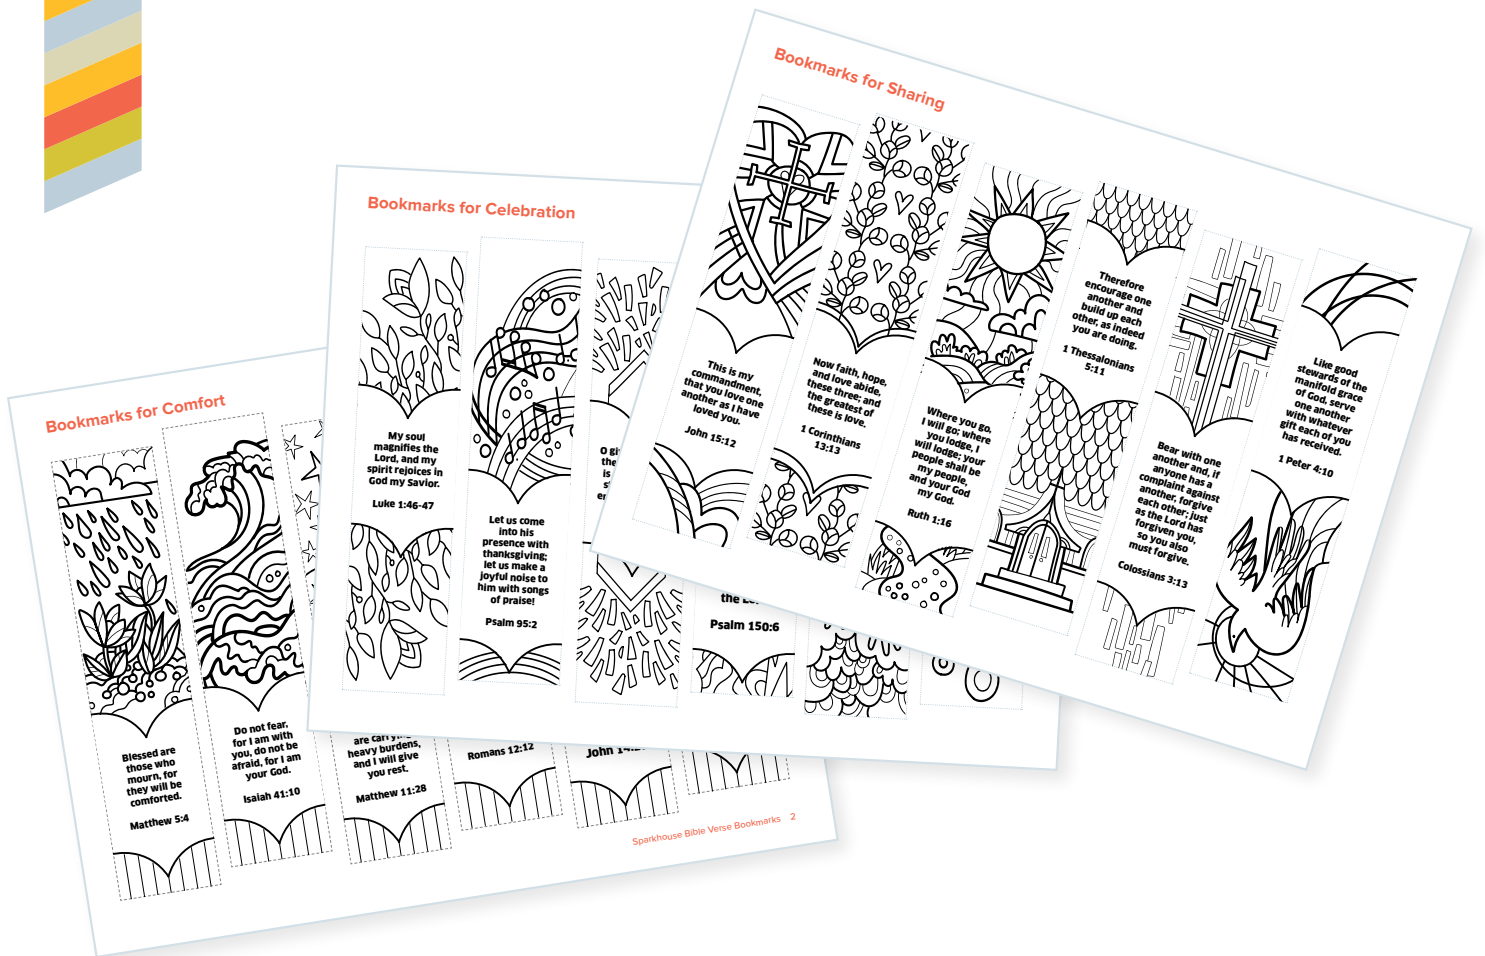 Bookmarks for Sharing
This is my
commandment,
that you love one
another as I have
loved you.
John 15:12
Now faith, hope,
and love abide,
these three; and
the greatest of
these is love.
1 Corinthians
13:13
Where you go,
I will go; where
you lodge, I
will lodge; your
people shall be
my people,
and your God
my God.
Ruth 1:16
Therefore
encourage one
another and
build up each
other, as indeed
you are doing.
1 Thessalonians
5:11
Bear with one
another and, if
anyone has a
complaint against
another, forgive
each other; just
as the Lord has
forgiven you,
so you also
must forgive.
Colossians 3:13
Like good
stewards of the
manifold grace
of God, serve
one another
with whatever
gift each of you
has received.
1 Peter 4:10
Bookmarks for Celebration
My soul
magnifies the
Lord, and my
spirit rejoices in
God my Savior.
Luke 1:46-47
Let us come
into his
presence with
thanksgiving;
let us make a
joyful noise to
him with songs
of praise!
Psalm 95:2
O
the
is
the
Psalm 150:6
Bookmarks for Comfort
Blessed are
those who
mourn, for
they will be
comforted.
Matthew 5:4
Do not fear,
for I am with
you, do not be
afraid, for I am
your God.
Isaiah 41:10
are
heavy burdens,
and I will give
you rest.
Matthew 11:28
Romans 12:12
John
Sparkhouse Bible Verse Bookmarks 2